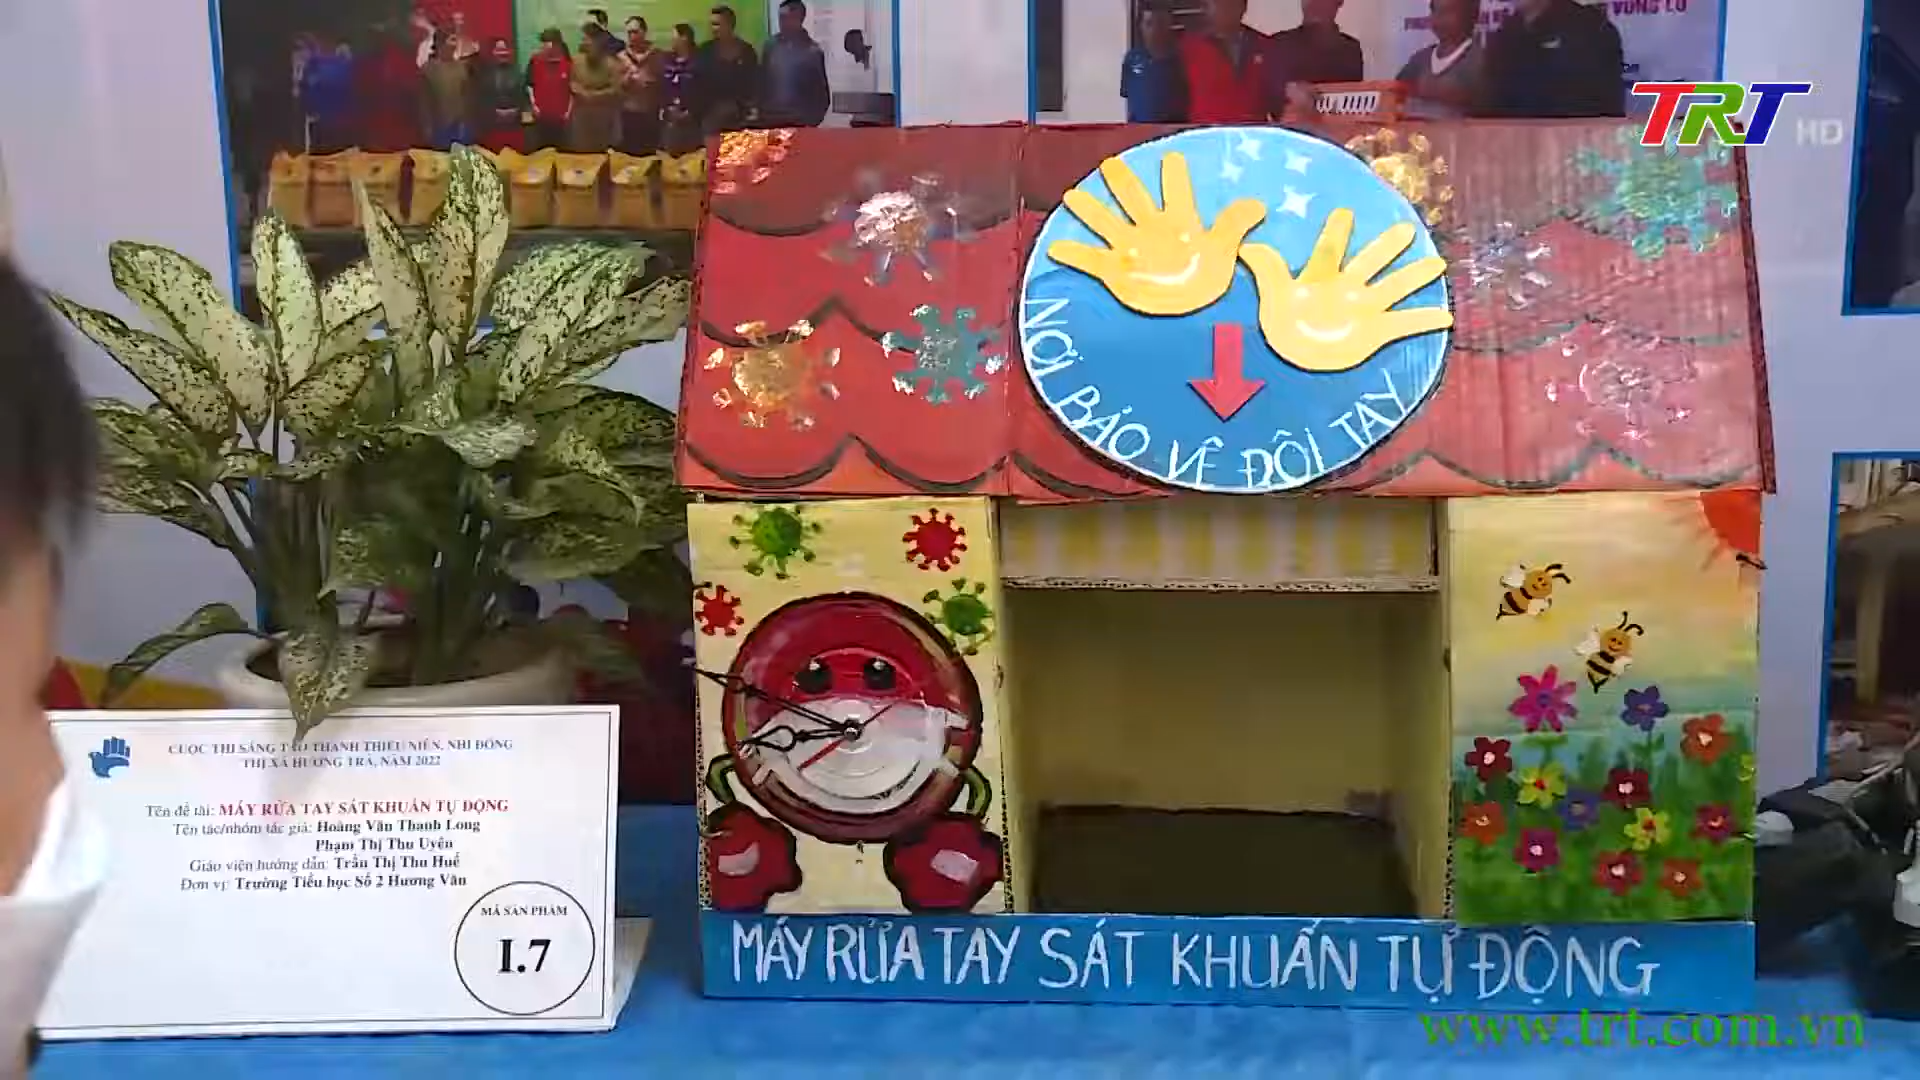 VÙNG LŨ
TRT HD
NƠI BẢO VỆ ĐÔI TAY
CUỘC THI SÁNG TẠO THANH THIẾU NIÊN, NHI ĐỒNG
THỊ XÃ HƯƠNG TRÀ, NĂM 2022
Tên đề tài: MÁY RỬA TAY SÁT KHUẨN TỰ ĐỘNG
Tên tác/nhóm tác giả: Hoàng Văn Thanh Long
Phạm Thị Thu Uyên
Giáo viên hướng dẫn: Trần Thị Thu Huế
Đơn vị: Trường Tiểu học Số 2 Hương Văn
MÃ SẢN PHẨM
I.7
MÁY RỬA TAY SÁT KHUẨN TỰ ĐỘNG
www.trt.com.vn